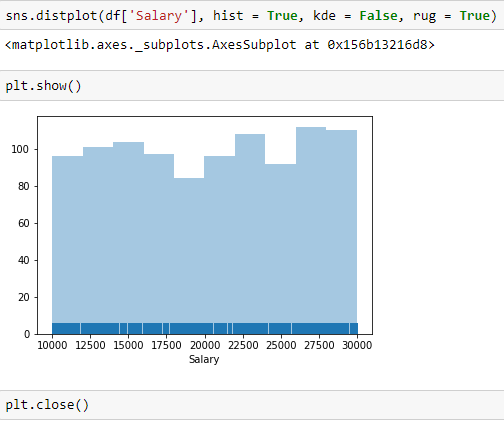 sns.distplot(df['Salary'], hist = True, kde = False, rug = True)
<matplotlib.axes._subplots.AxesSubplot at 0x156b13216d8>
plt.show()
100
80
60
40
20
0
10000 12500 15000 17500 20000 22500 25000 27500 30000
Salary
plt.close()